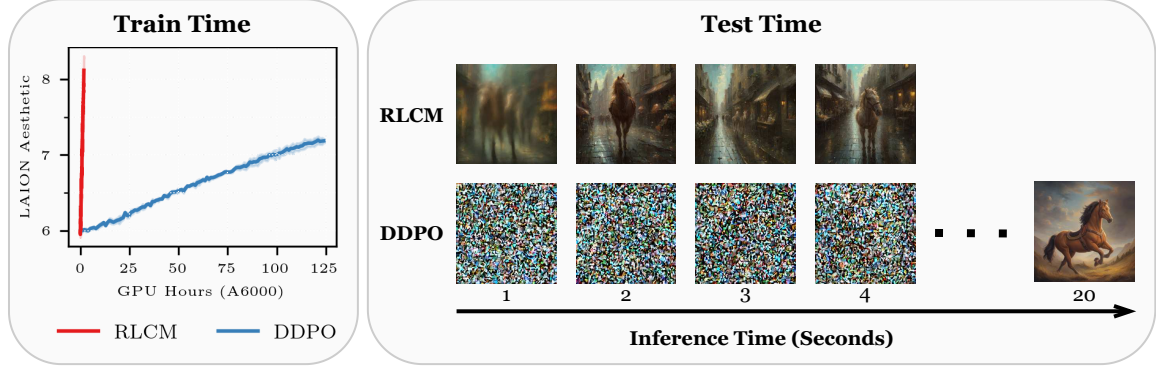 Train Time
LAION Aesthetic
8
7
6
0 25 50 75 100 125
GPU Hours (A6000)
RLCM DDPO
Test Time
RLCM
DDPO
1 2 3 4 20
Inference Time (Seconds)